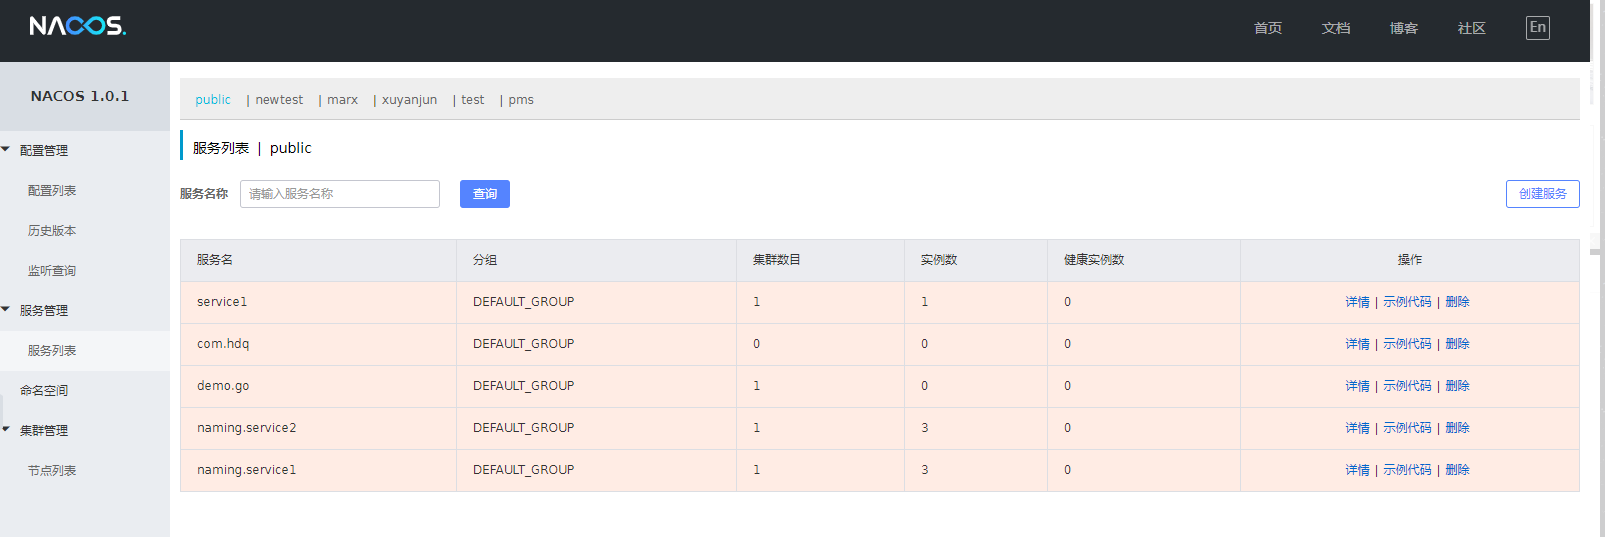 NACOS.
首页 文档 博客 社区 En
NACOS 1.0.1
配置管理
配置列表
历史版本
监听查询
服务管理
服务列表
命名空间
集群管理
节点列表
public | newtest | marx | xuyanjun | test | pms
服务列表 | public
服务名称 请输入服务名称 查询 创建服务
服务名 分组 集群数目 实例数 健康实例数 操作
service1 DEFAULT_GROUP 1 1 0 详情 | 示例代码 | 删除
com.hdq DEFAULT_GROUP 0 0 0 详情 | 示例代码 | 删除
demo.go DEFAULT_GROUP 1 0 0 详情 | 示例代码 | 删除
naming.service2 DEFAULT_GROUP 1 3 0 详情 | 示例代码 | 删除
naming.service1 DEFAULT_GROUP 1 3 0 详情 | 示例代码 | 删除